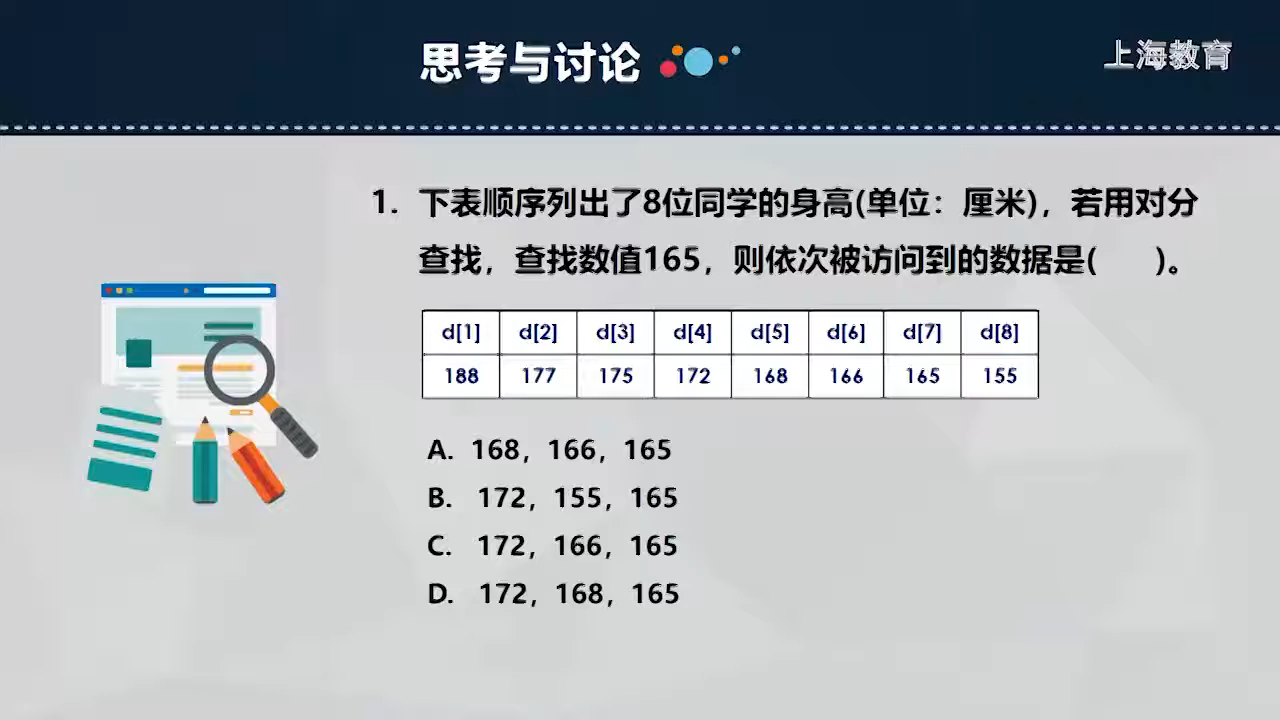 思考与讨论
上海教育
1. 下表顺序列出了8位同学的身高(单位：厘米)，若用对分
查找，查找数值165，则依次被访问到的数据是(　　)。
d[1] d[2] d[3] d[4] d[5] d[6] d[7] d[8]
188 177 175 172 168 166 165 155
A. 168，166，165
B. 172，155，165
C. 172，166，165
D. 172，168，165